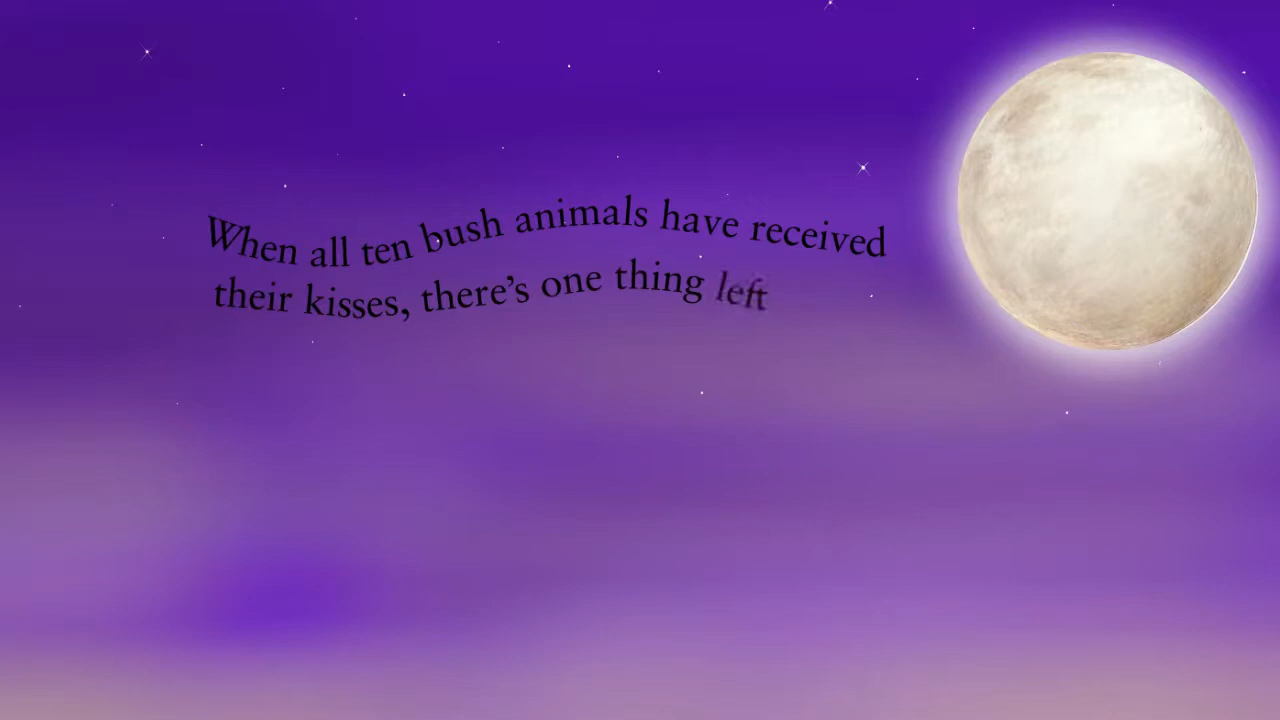 When all ten bush animals have received
their kisses, there’s one thing left